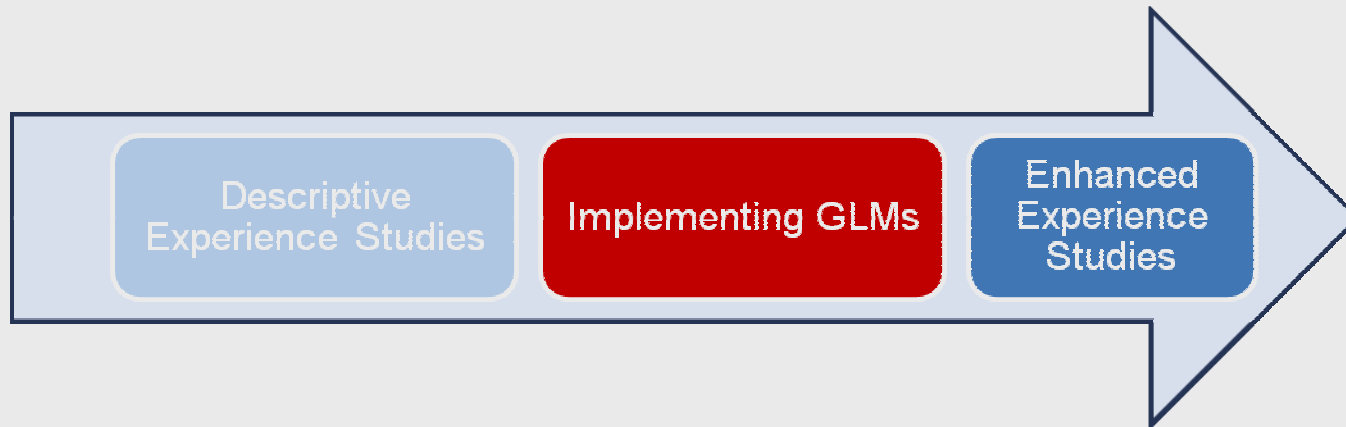 Descriptive
Experience Studies
Implementing GLMs
Enhanced
Experience
Studies